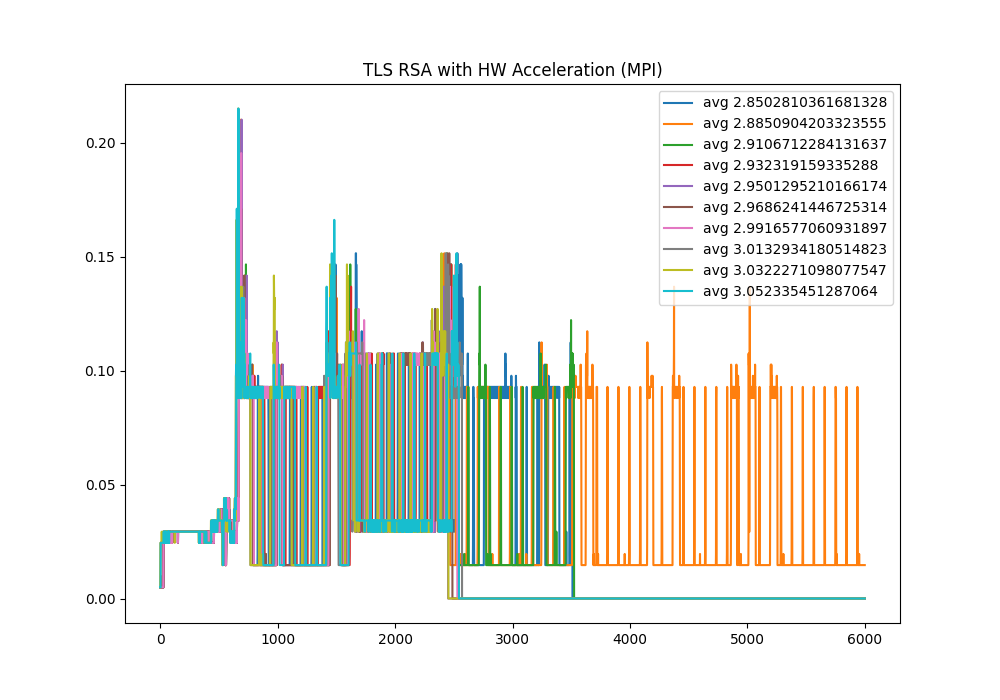 TLS RSA with HW Acceleration (MPI)
avg 2.8502810361681328
avg 2.8850904203323555
avg 2.9106712284131637
avg 2.932319159335288
avg 2.9501295210166174
avg 2.9686241446725314
avg 2.9916577060931897
avg 3.0132934180514823
avg 3.0322271098077547
avg 3.052335451287064
0.20
0.15
0.10
0.05
0.00
0 1000 2000 3000 4000 5000 6000